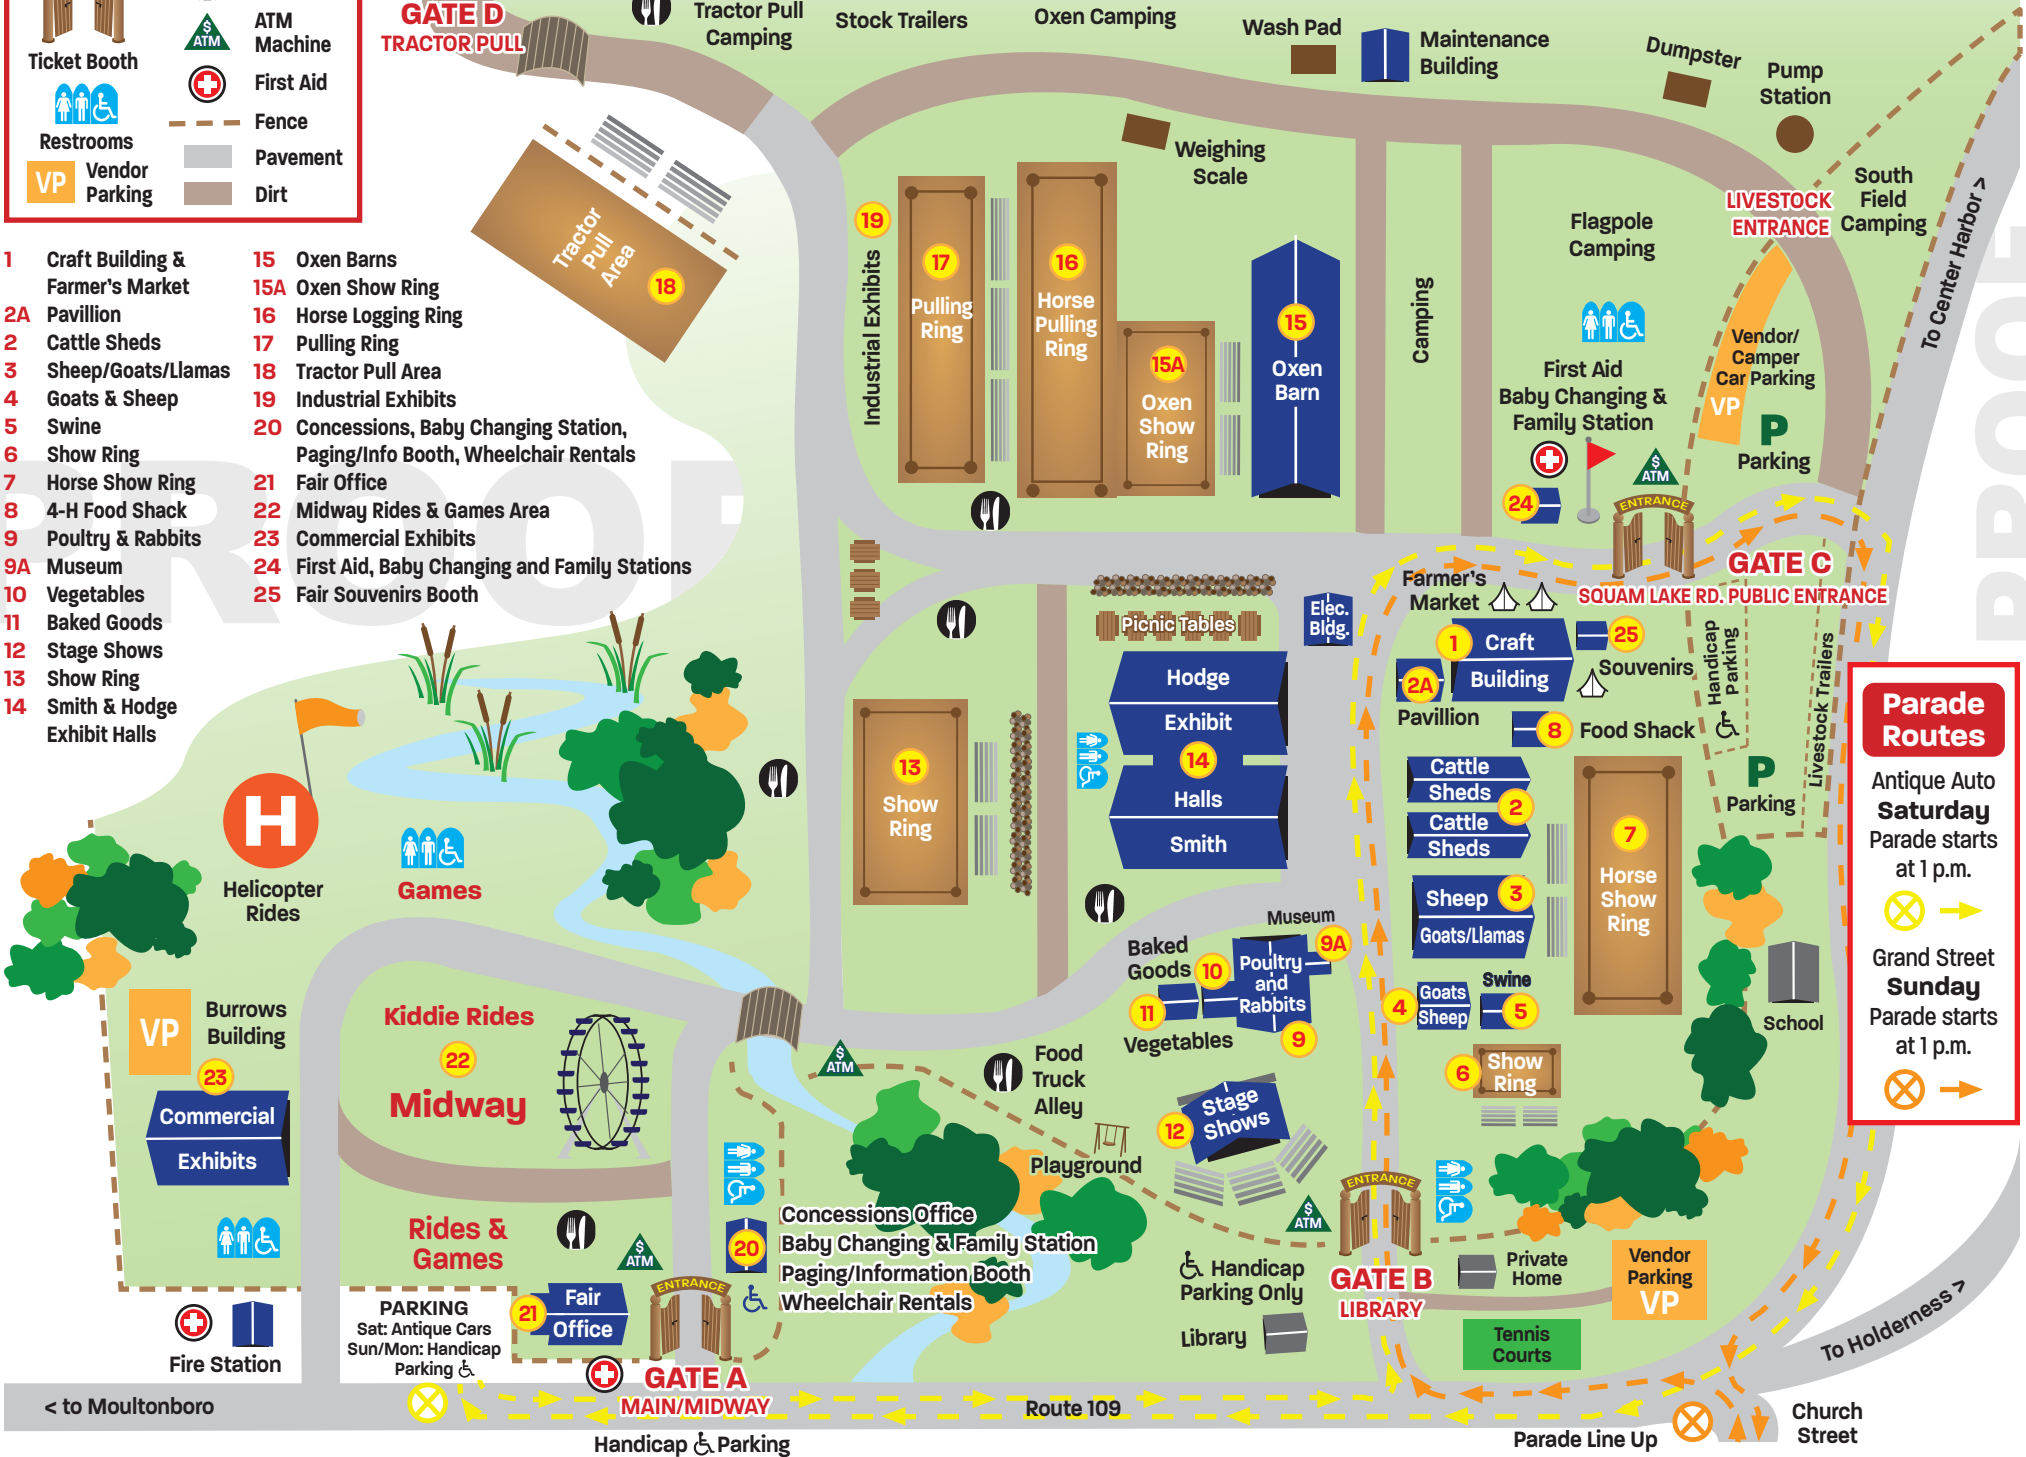 GATE D
TRACTOR PULL
Tractor Pull
Camping
Stock Trailers
Oxen Camping
Wash Pad
Maintenance
Building
Dumpster
Pump
Station
Ticket Booth
$
ATM
ATM
Machine
First Aid
Restrooms
Fence
VP
Vendor
Parking
Pavement
Dirt
1 Craft Building &
Farmer's Market
2A Pavillion
2 Cattle Sheds
3 Sheep/Goats/Llamas
4 Goats & Sheep
5 Swine
6 Show Ring
7 Horse Show Ring
8 4-H Food Shack
9 Poultry & Rabbits
9A Museum
10 Vegetables
11 Baked Goods
12 Stage Shows
13 Show Ring
14 Smith & Hodge
Exhibit Halls
15 Oxen Barns
15A Oxen Show Ring
16 Horse Logging Ring
17 Pulling Ring
18 Tractor Pull Area
19 Industrial Exhibits
20 Concessions, Baby Changing Station,
Paging/Info Booth, Wheelchair Rentals
21 Fair Office
22 Midway Rides & Games Area
23 Commercial Exhibits
24 First Aid, Baby Changing and Family Stations
25 Fair Souvenirs Booth
PROOF
PROOF
Tractor
Pull
Area
18
19
Industrial Exhibits
17
Pulling
Ring
16
Horse
Pulling
Ring
15A
Oxen
Show
Ring
15
Oxen
Barn
Weighing
Scale
Camping
Flagpole
Camping
LIVESTOCK
ENTRANCE
South
Field
Camping
To Center Harbor >
Vendor/
Camper
Car Parking
VP
P
Parking
First Aid
Baby Changing &
Family Station
24
$
ATM
ENTRANCE
GATE C
SQUAM LAKE RD. PUBLIC ENTRANCE
Farmer's
Market
Elec.
Bldg.
Picnic Tables
1
Craft
Building
25
Souvenirs
2A
Pavillion
8
Food Shack
Handicap
Parking
Livestock Trailers
P
Parking
Hodge
Exhibit
14
Halls
Smith
13
Show
Ring
Cattle
Sheds
2
Cattle
Sheds
7
Horse
Show
Ring
Sheep
3
Goats/Llamas
4
Goats
Sheep
Swine
5
6
Show
Ring
School
Parade
Routes
Antique Auto
Saturday
Parade starts
at 1 p.m.
Grand Street
Sunday
Parade starts
at 1 p.m.
H
Helicopter
Rides
Games
Museum
9A
Baked
Goods
10
Poultry
and
Rabbits
11
Vegetables
9
VP
Burrows
Building
23
Commercial
Exhibits
Kiddie Rides
22
Midway
Rides &
Games
$
ATM
Food
Truck
Alley
Playground
12
Stage
Shows
$
ATM
ENTRANCE
GATE B
LIBRARY
Handicap
Parking Only
Library
Private
Home
Vendor
Parking
VP
Tennis
Courts
Concessions Office
20
Baby Changing & Family Station
Paging/Information Booth
Wheelchair Rentals
$
ATM
ENTRANCE
21
Fair
Office
GATE A
MAIN/MIDWAY
PARKING
Sat: Antique Cars
Sun/Mon: Handicap
Parking
Fire Station
< to Moultonboro
Route 109
Handicap Parking
To Holderness >
Parade Line Up
Church
Street